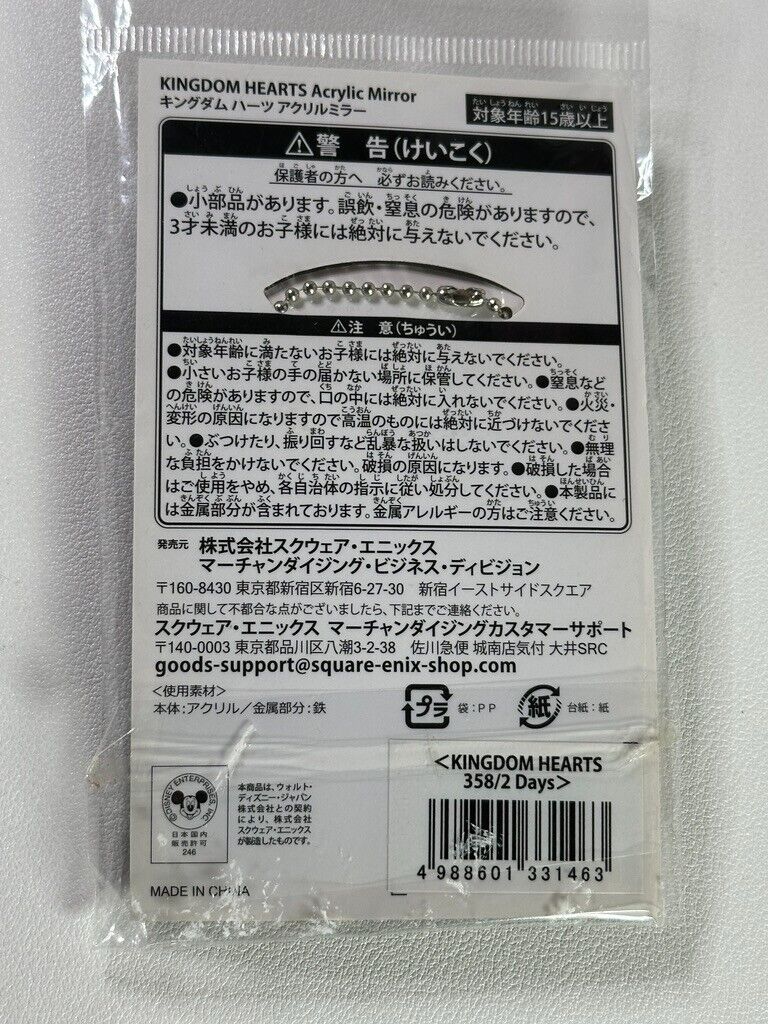 KINGDOM HEARTS Acrylic Mirror
キングダム ハーツ アクリルミラー
対象年齢15歳以上
⚠警 告(けいこく)
保護者の方へ 必ずお読みください。
●小部品があります。誤飲・窒息の危険がありますので、
3才未満のお子様には絶対に与えないでください。
⚠注 意(ちゅうい)
●対象年齢に満たないお子様には絶対に与えないでください。
●小さいお子様の手の届かない場所に保管してください。●窒息など
の危険がありますので、口の中には絶対に入れないでください。●火災・
変形の原因になりますので高温のものには絶対に近づけないでくださ
い。●ぶつけたり、振り回すなど乱暴な扱いはしないでください。●無理
な負担をかけないでください。破損の原因になります。●破損した場合
はご使用をやめ、各自治体の指示に従い処分してください。●本製品に
は金属部分が含まれております。金属アレルギーの方はご注意ください。
発売元 株式会社スクウェア・エニックス
マーチャンダイジング・ビジネス・ディビジョン
〒160-8430 東京都新宿区新宿6-27-30 新宿イーストサイドスクエア
商品に関して不都合な点がございましたら、下記までご連絡ください。
スクウェア・エニックス マーチャンダイジングカスタマーサポート
〒140-0003 東京都品川区八潮3-2-38 佐川急便 城南店気付 大井SRC
goods-support@square-enix-shop.com
<使用素材>
本体:アクリル/金属部分:鉄
プラ 袋:PP
紙 台紙:紙
©DISNEY ENTERPRISES, INC.
日本国内
販売許可
246
本商品は、ウォルト・
ディズニー・ジャパン
株式会社との契約
により、株式会社
スクウェア・エニックス
が製造したものです。
MADE IN CHINA
<KINGDOM HEARTS
358/2 Days>
4 988601 331463